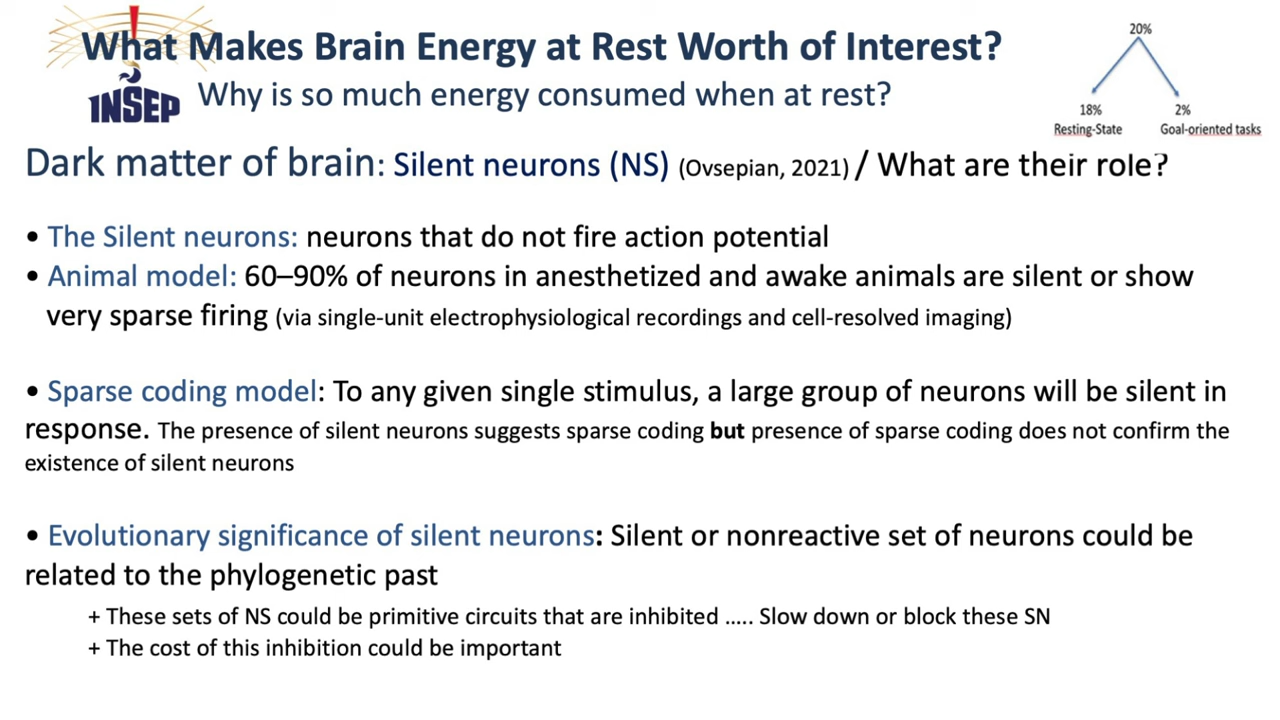 What Makes Brain Energy at Rest Worth of Interest?
INSEP
Why is so much energy consumed when at rest?
20%
18%
2%
Resting-State
Goal-oriented tasks
Dark matter of brain: Silent neurons (NS) (Ovsepian, 2021) / What are their role?
• The Silent neurons: neurons that do not fire action potential
• Animal model: 60–90% of neurons in anesthetized and awake animals are silent or show
very sparse firing (via single-unit electrophysiological recordings and cell-resolved imaging)
• Sparse coding model: To any given single stimulus, a large group of neurons will be silent in
response. The presence of silent neurons suggests sparse coding but presence of sparse coding does not confirm the
existence of silent neurons
• Evolutionary significance of silent neurons: Silent or nonreactive set of neurons could be
related to the phylogenetic past
+ These sets of NS could be primitive circuits that are inhibited ..... Slow down or block these SN
+ The cost of this inhibition could be important